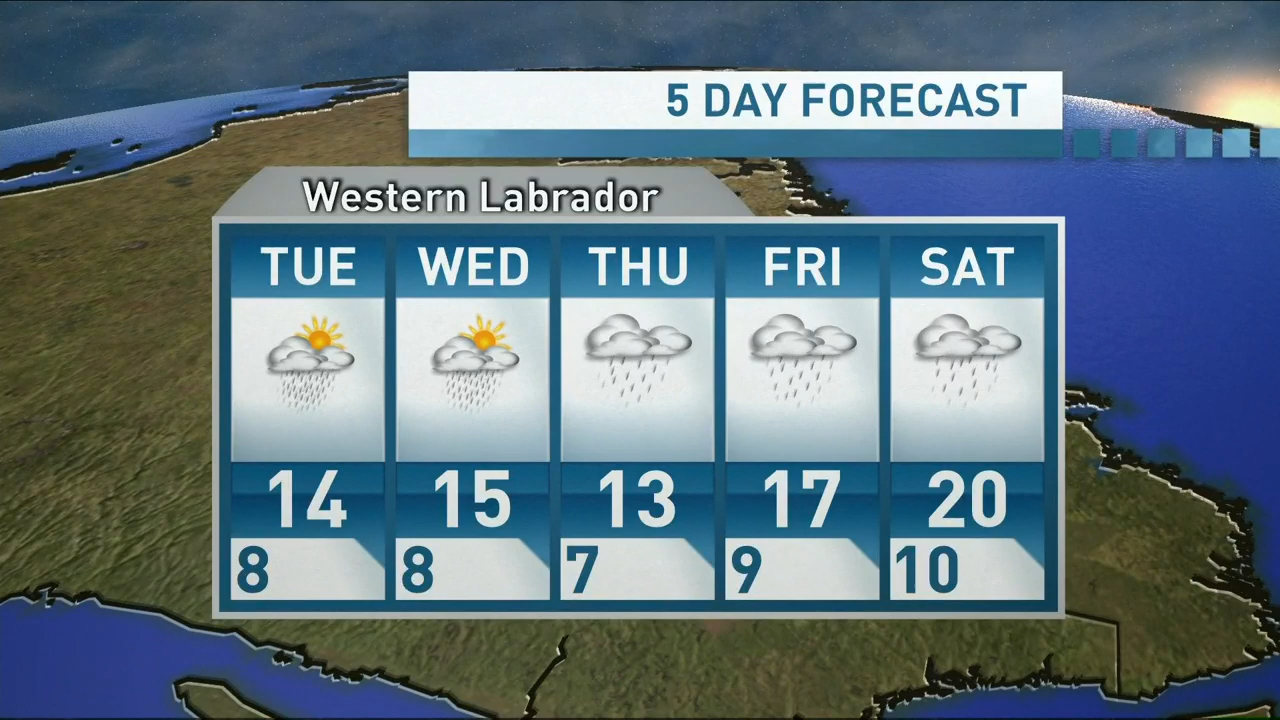 5 DAY FORECAST
Western Labrador
TUE WED THU FRI SAT
14 15 13 17 20
8 8 7 9 10